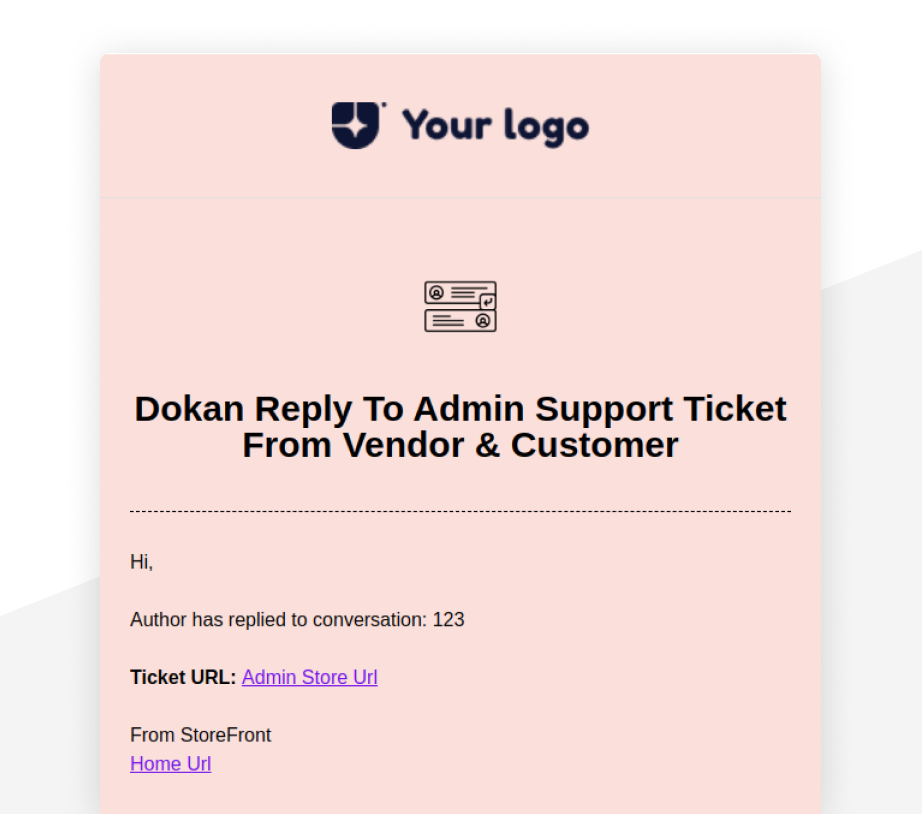 Your logo
Dokan Reply To Admin Support Ticket
From Vendor & Customer
Hi,
Author has replied to conversation: 123
Ticket URL: Admin Store Url
From StoreFront
Home Url